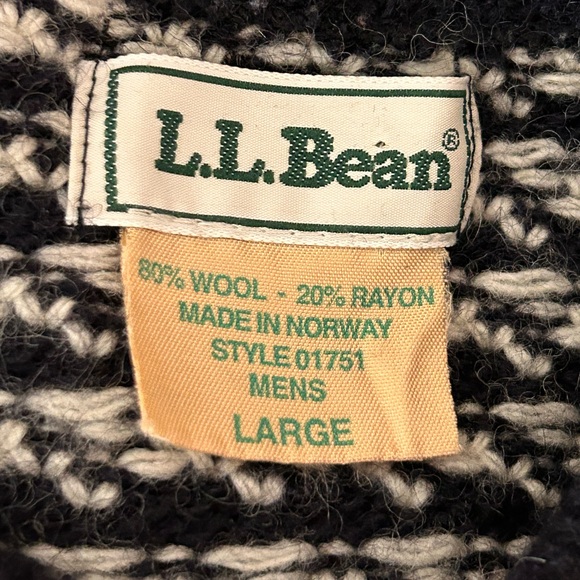 L.L.Bean®
80% WOOL - 20% RAYON
MADE IN NORWAY
STYLE 01751
MENS
LARGE